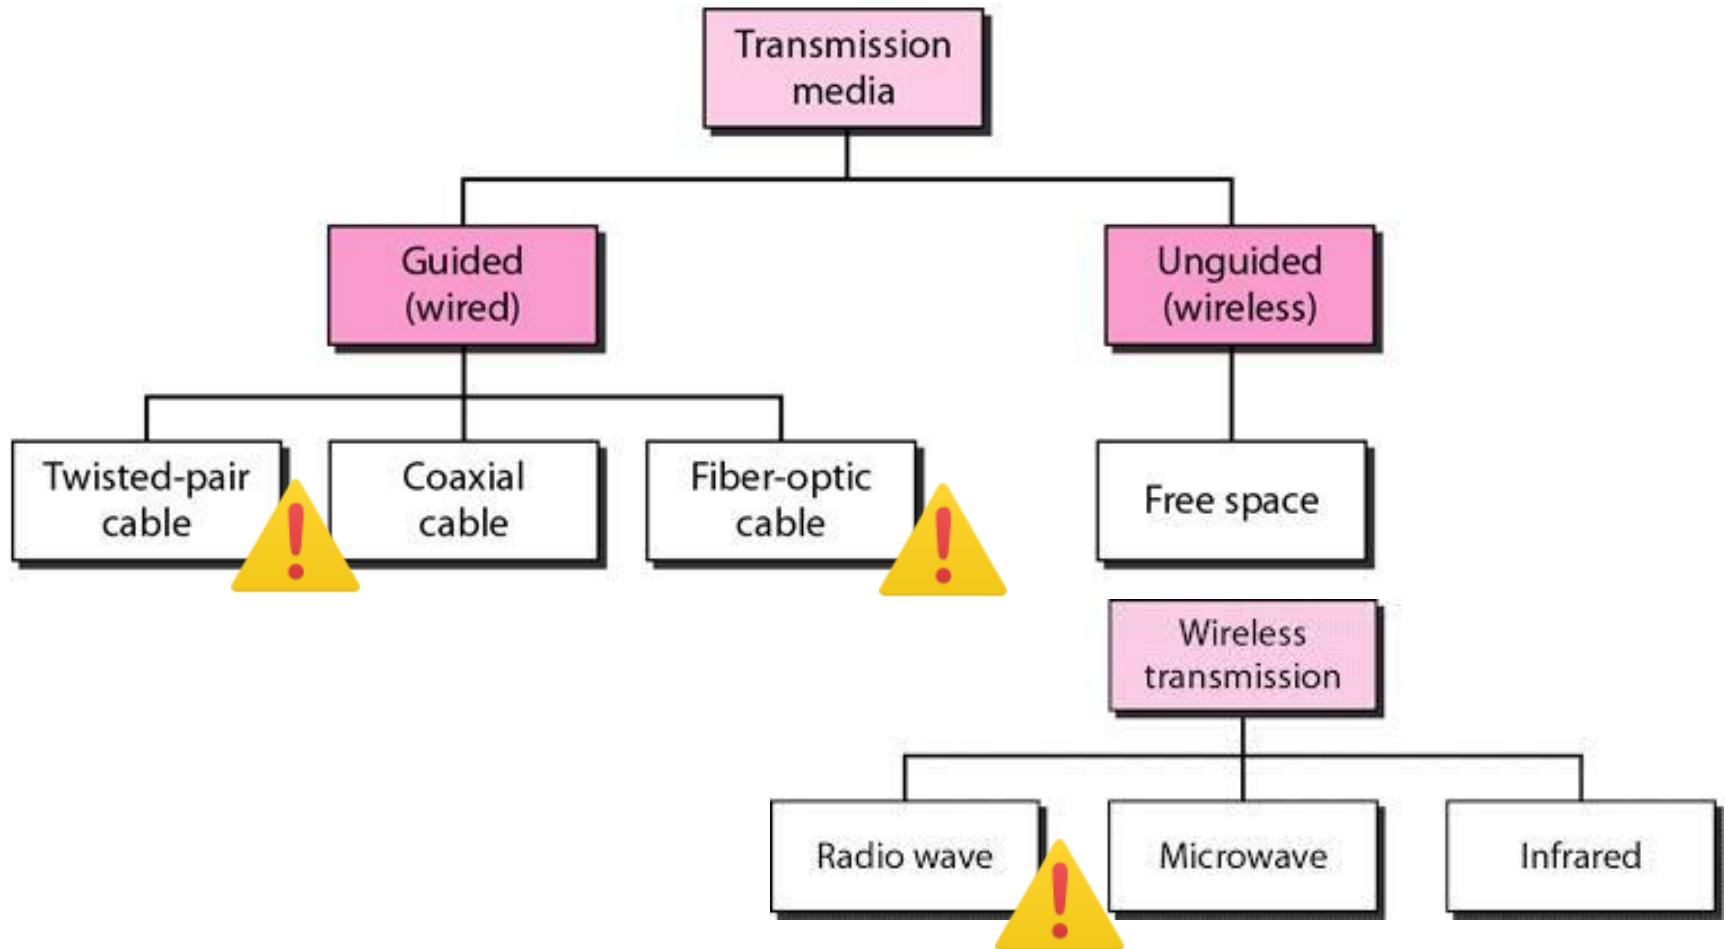 Transmission
media
Guided
(wired)
Unguided
(wireless)
Twisted-pair
cable
Coaxial
cable
Fiber-optic
cable
Free space
Wireless
transmission
Radio wave
Microwave
Infrared